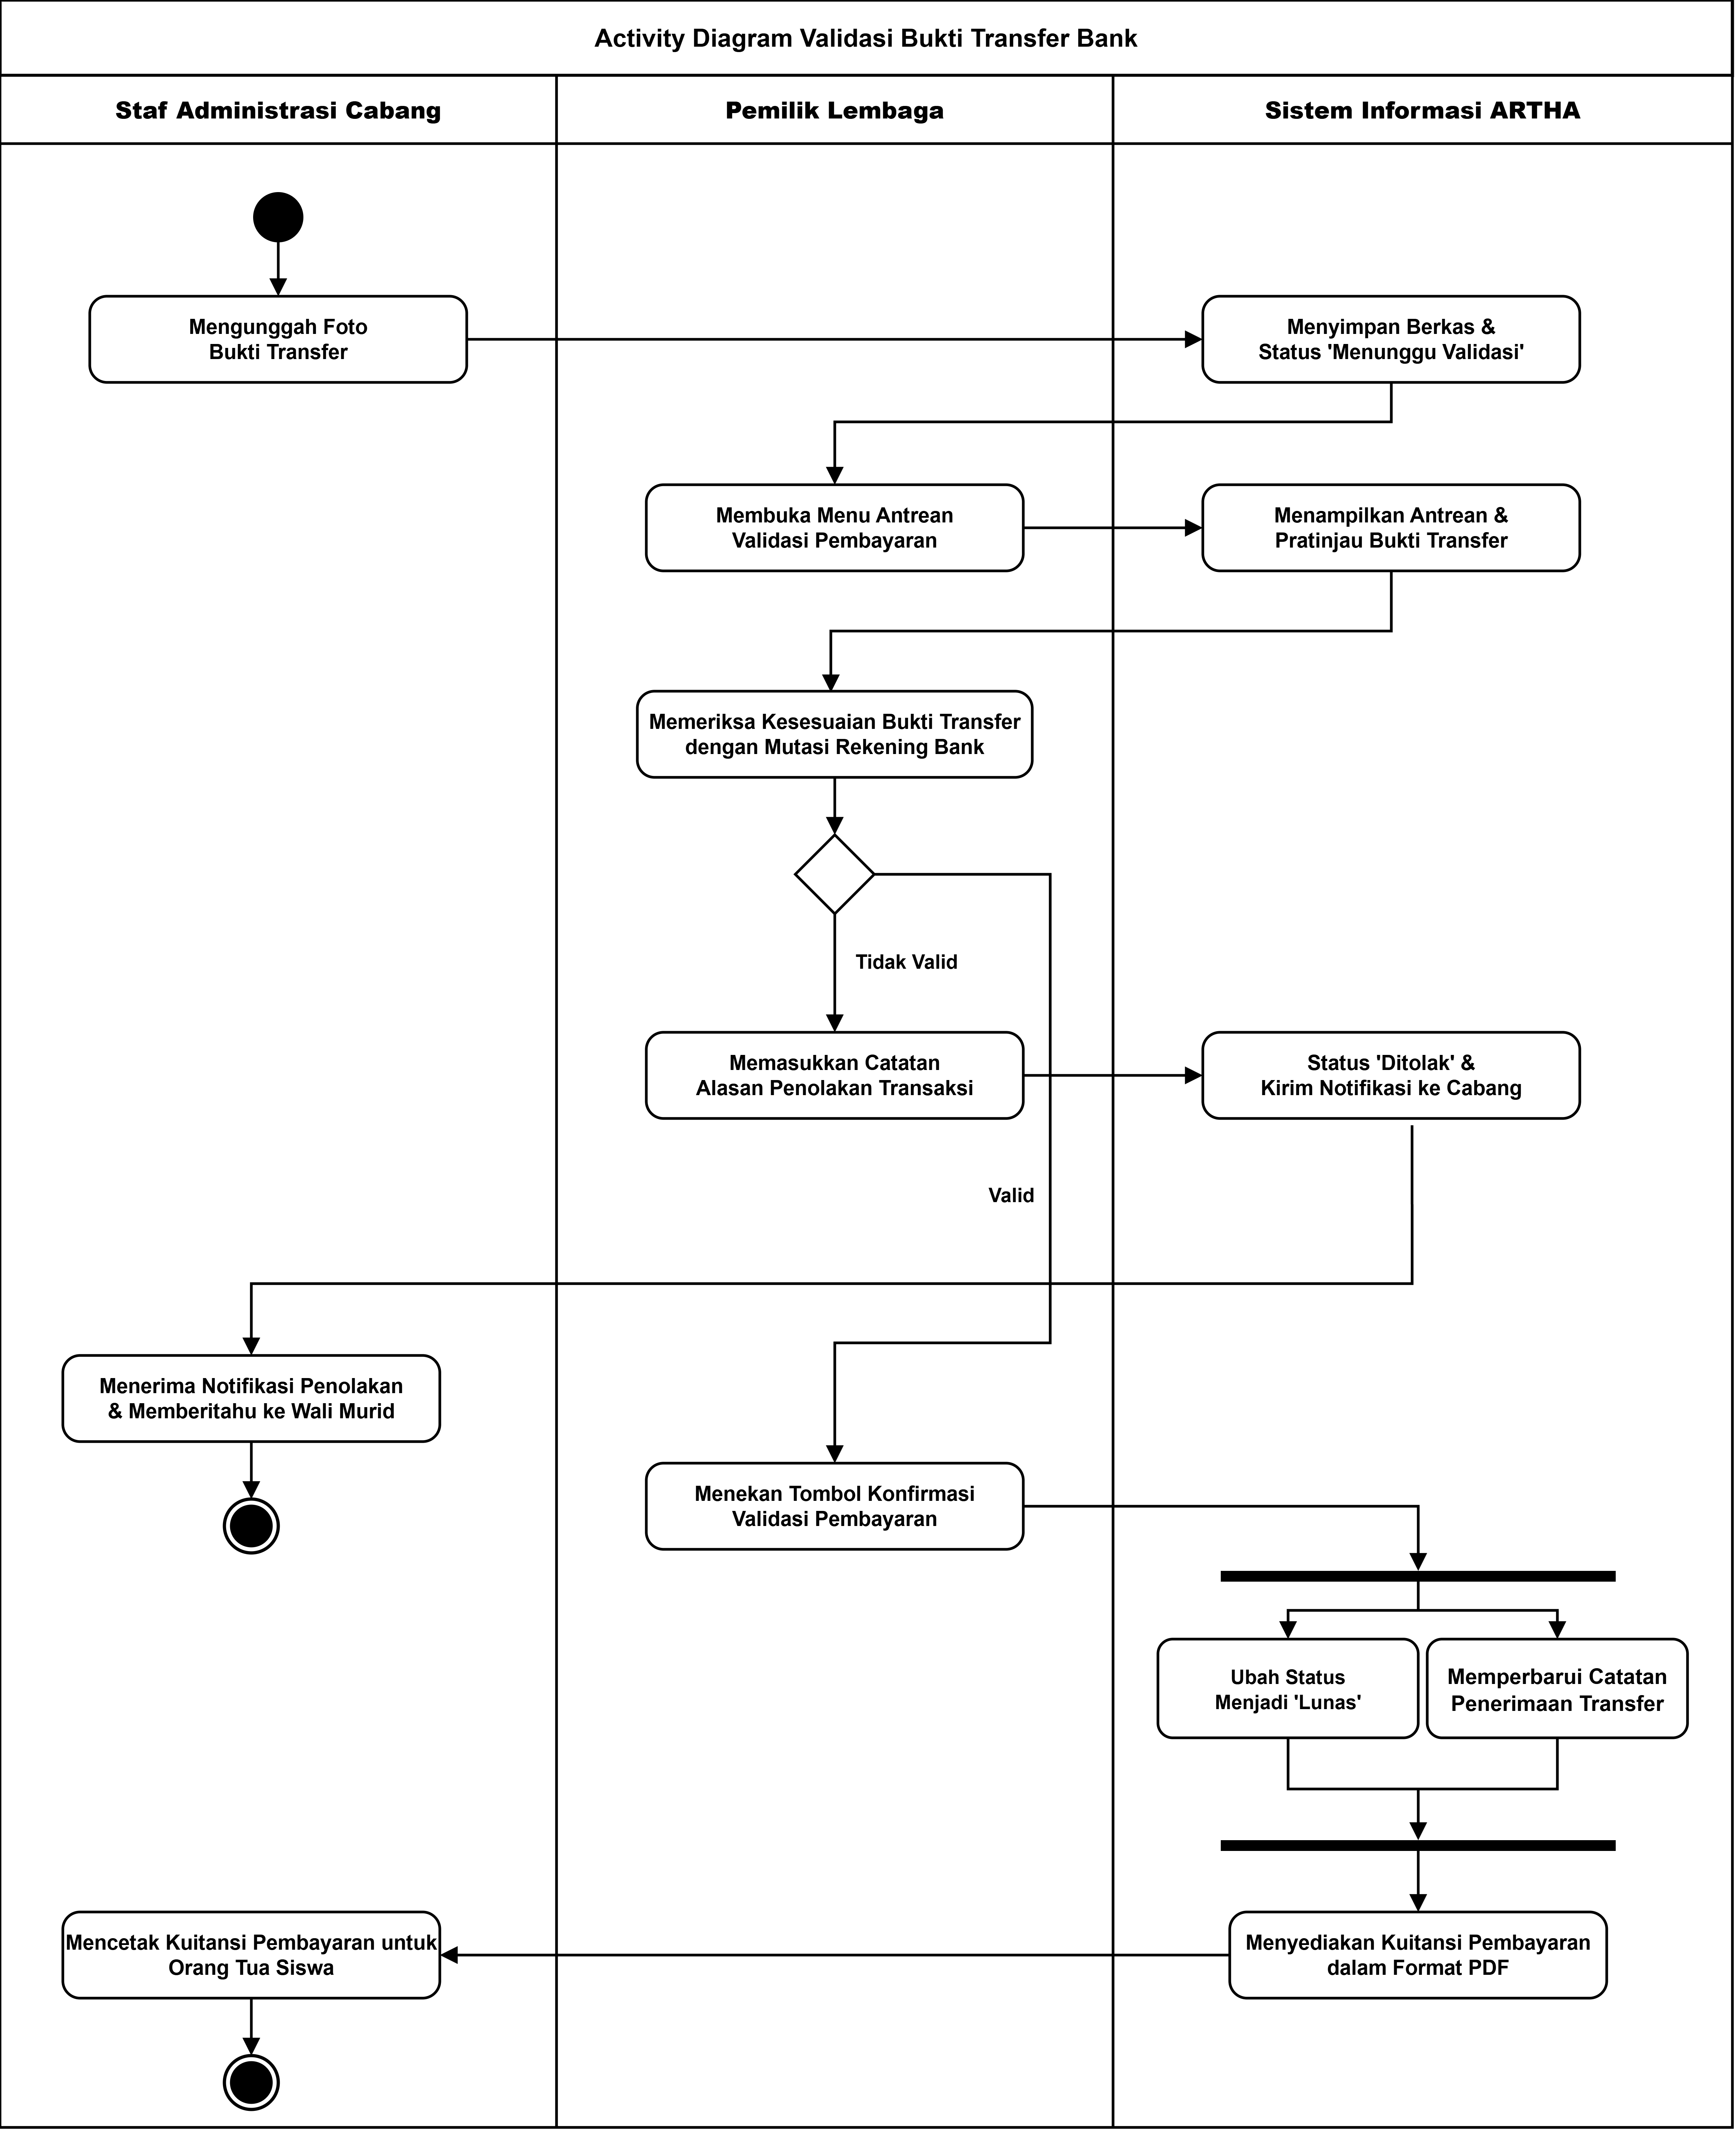 Activity Diagram Validasi Bukti Transfer Bank
Staf Administrasi Cabang
Pemilik Lembaga
Sistem Informasi ARTHA
Mengunggah Foto
Bukti Transfer
Menyimpan Berkas &
Status 'Menunggu Validasi'
Membuka Menu Antrean
Validasi Pembayaran
Menampilkan Antrean &
Pratinjau Bukti Transfer
Memeriksa Kesesuaian Bukti Transfer
dengan Mutasi Rekening Bank
Tidak Valid
Memasukkan Catatan
Alasan Penolakan Transaksi
Status 'Ditolak' &
Kirim Notifikasi ke Cabang
Valid
Menerima Notifikasi Penolakan
& Memberitahu ke Wali Murid
Menekan Tombol Konfirmasi
Validasi Pembayaran
Ubah Status
Menjadi 'Lunas'
Memperbarui Catatan
Penerimaan Transfer
Mencetak Kuitansi Pembayaran untuk
Orang Tua Siswa
Menyediakan Kuitansi Pembayaran
dalam Format PDF